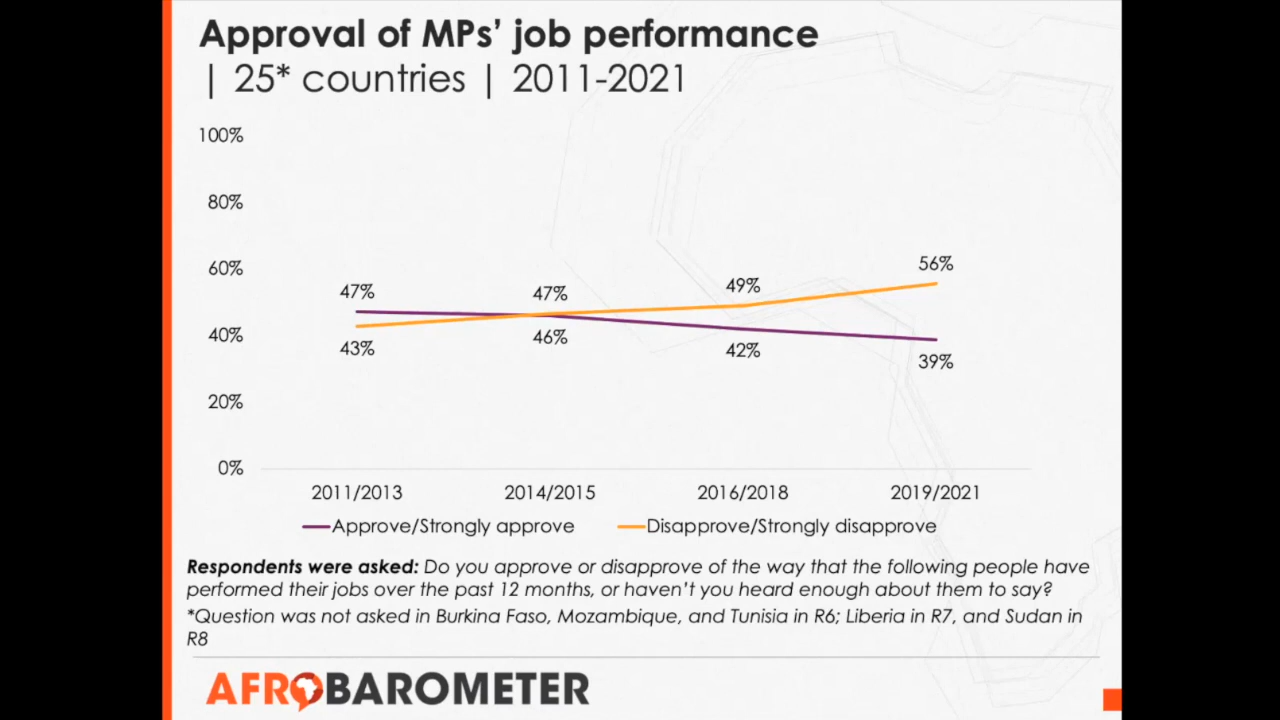 Approval of MPs’ job performance
| 25* countries | 2011-2021
100%
80%
60%
40%
20%
0%
47%
47%
49%
56%
43%
46%
42%
39%
2011/2013
2014/2015
2016/2018
2019/2021
Approve/Strongly approve
Disapprove/Strongly disapprove
Respondents were asked: Do you approve or disapprove of the way that the following people have
performed their jobs over the past 12 months, or haven’t you heard enough about them to say?
*Question was not asked in Burkina Faso, Mozambique, and Tunisia in R6; Liberia in R7, and Sudan in
R8
AFROBAROMETER